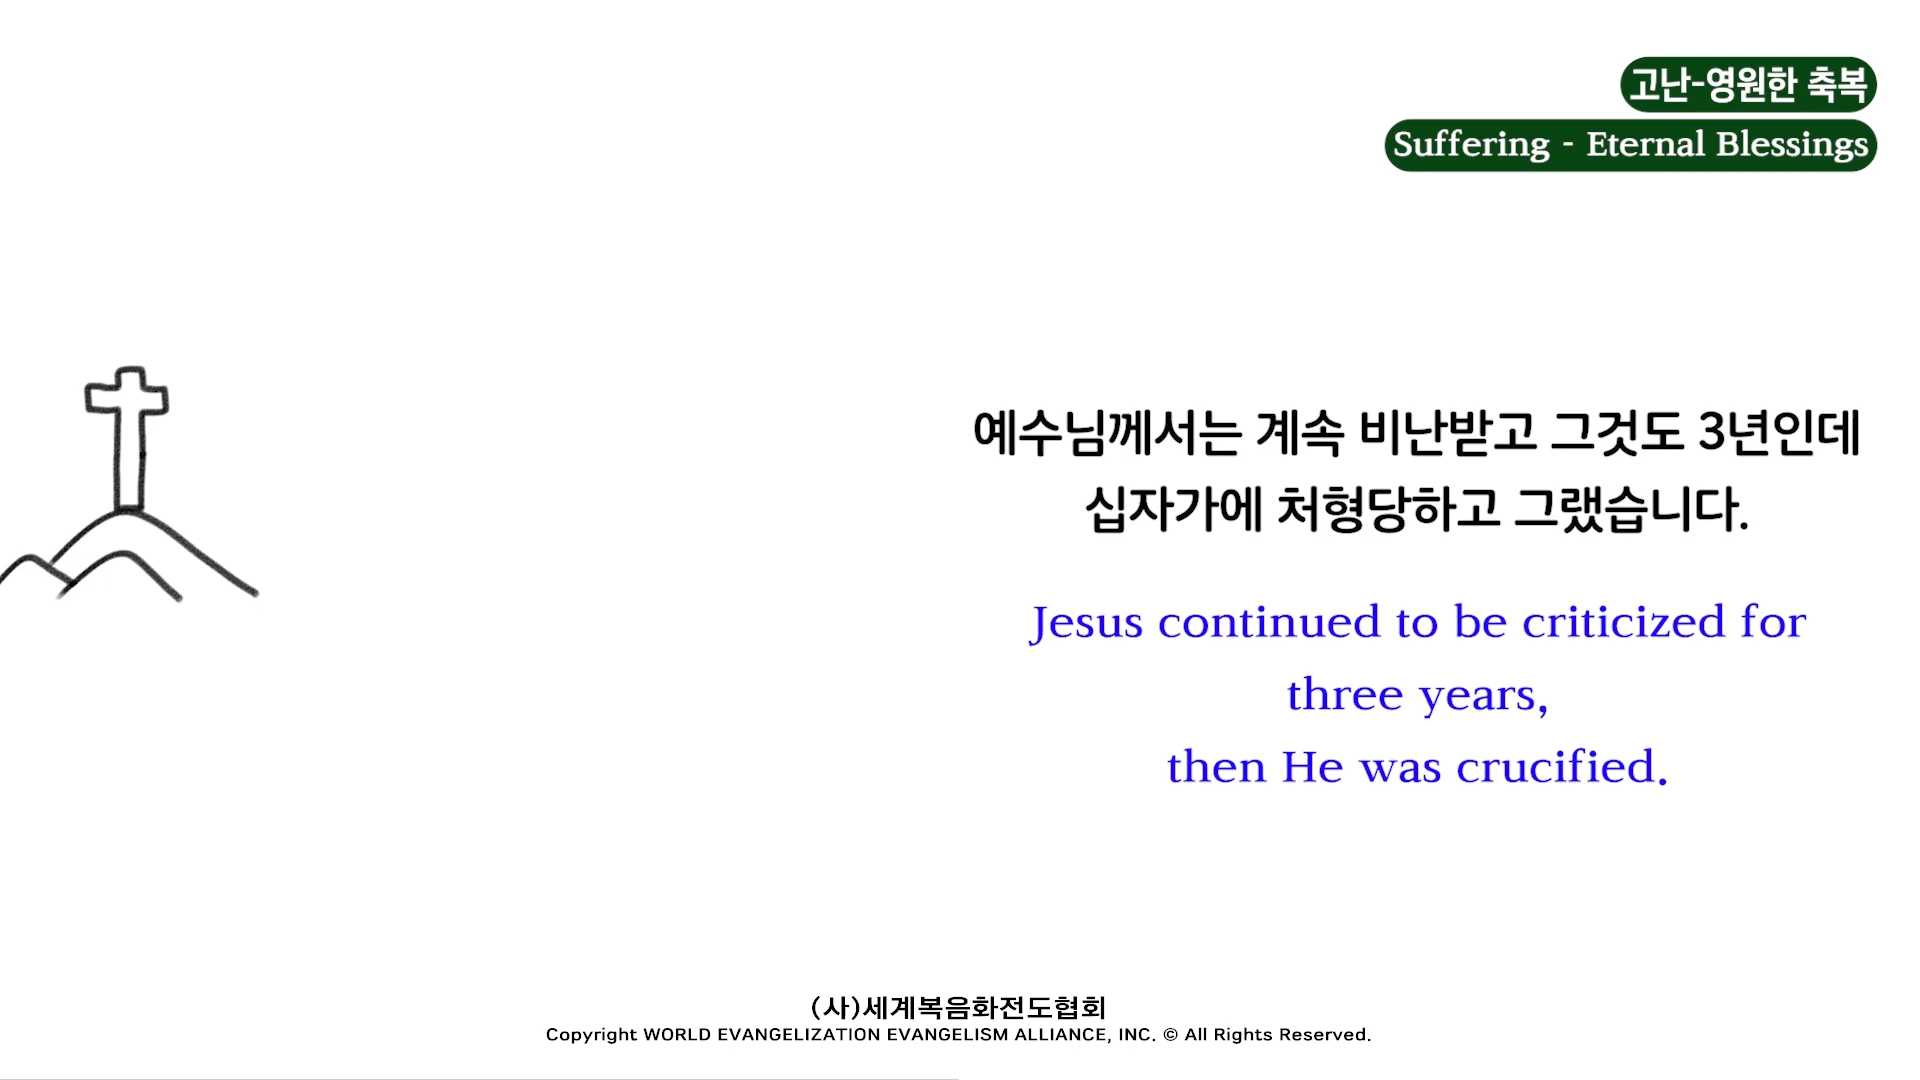 고난-영원한 축복
Suffering - Eternal Blessings
예수님께서는 계속 비난받고 그것도 3년인데
십자가에 처형당하고 그랬습니다.
Jesus continued to be criticized for
three years,
then He was crucified.
(사)세계복음화전도협회
Copyright WORLD EVANGELIZATION EVANGELISM ALLIANCE, INC. © All Rights Reserved.